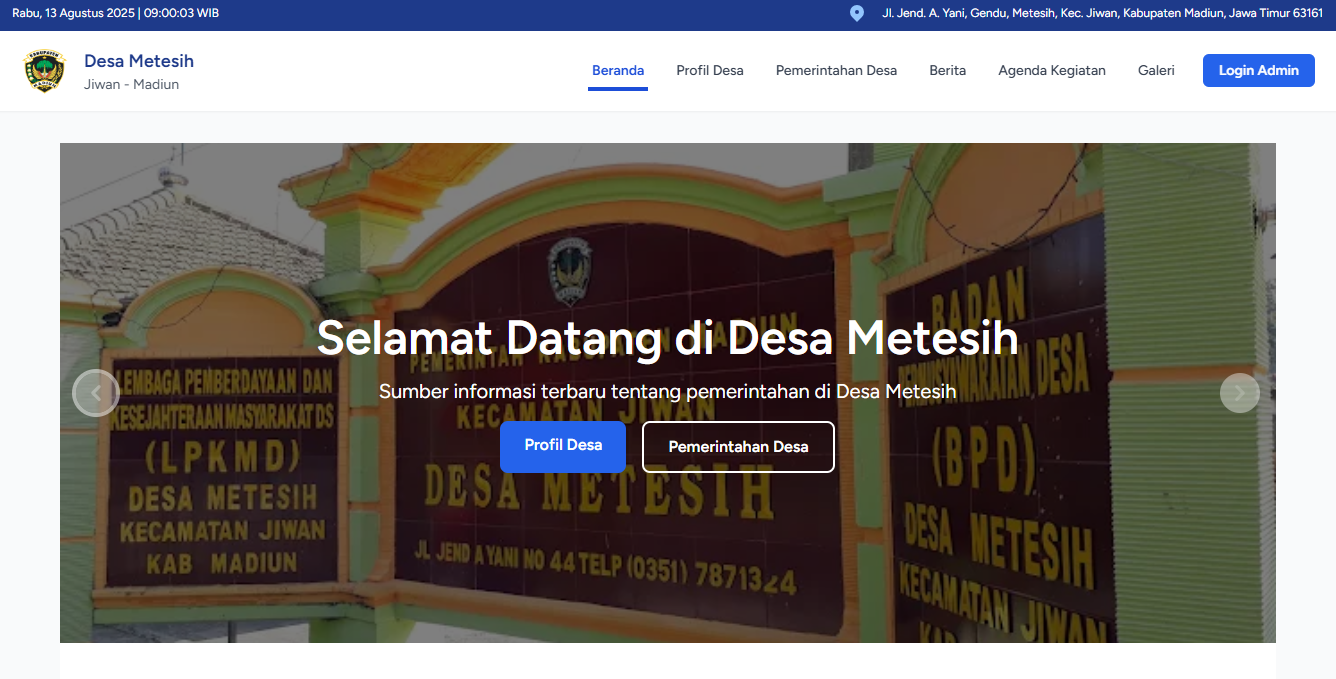 Rabu, 13 Agustus 2025 | 09:00:03 WIB
Jl. Jend. A. Yani, Gendu, Metesih, Kec. Jiwan, Kabupaten Madiun, Jawa Timur 63161
Desa Metesih
Jiwan - Madiun
Beranda
Profil Desa
Pemerintahan Desa
Berita
Agenda Kegiatan
Galeri
Login Admin
Selamat Datang di Desa Metesih
Sumber informasi terbaru tentang pemerintahan di Desa Metesih
Profil Desa
Pemerintahan Desa
LEMBAGA PEMBERDAYAAN DAN
KESEJAHTERAAN MASYARAKAT DS
(LPKMD)
DESA METESIH
KECAMATAN JIWAN
KAB MADIUN
PEMERINTAH KABUPATEN MADIUN
KECAMATAN JIWAN
DESA METESIH
JL JEND A YANI NO 44 TELP (0351) 7871324
BADAN
PERMUSYAWARATAN DESA
(BPD)
DESA METESIH
KECAMATAN JIWAN